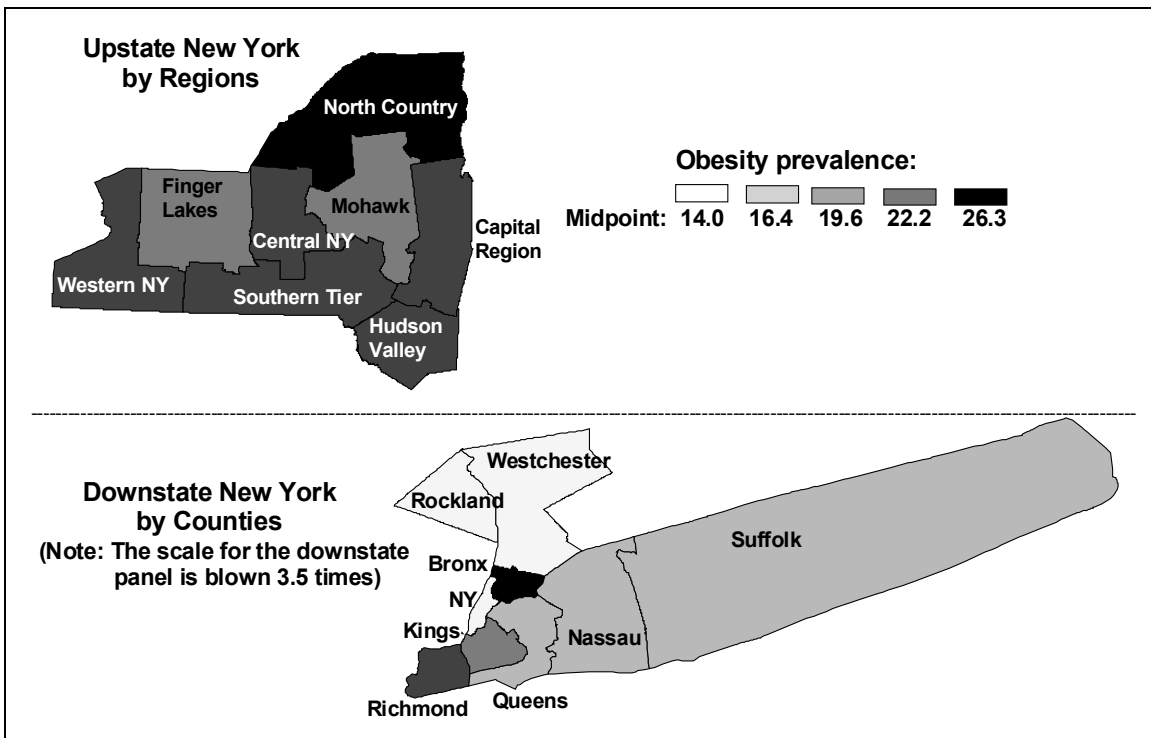 Upstate New York
by Regions
North Country
Obesity prevalence:
Midpoint: 14.0 16.4 19.6 22.2 26.3
Finger
Lakes
Mohawk
Central NY
Capital
Region
Western NY
Southern Tier
Hudson
Valley
Downstate New York
by Counties
(Note: The scale for the downstate
panel is blown 3.5 times)
Westchester
Rockland
Suffolk
Bronx
NY
Kings
Nassau
Queens
Richmond